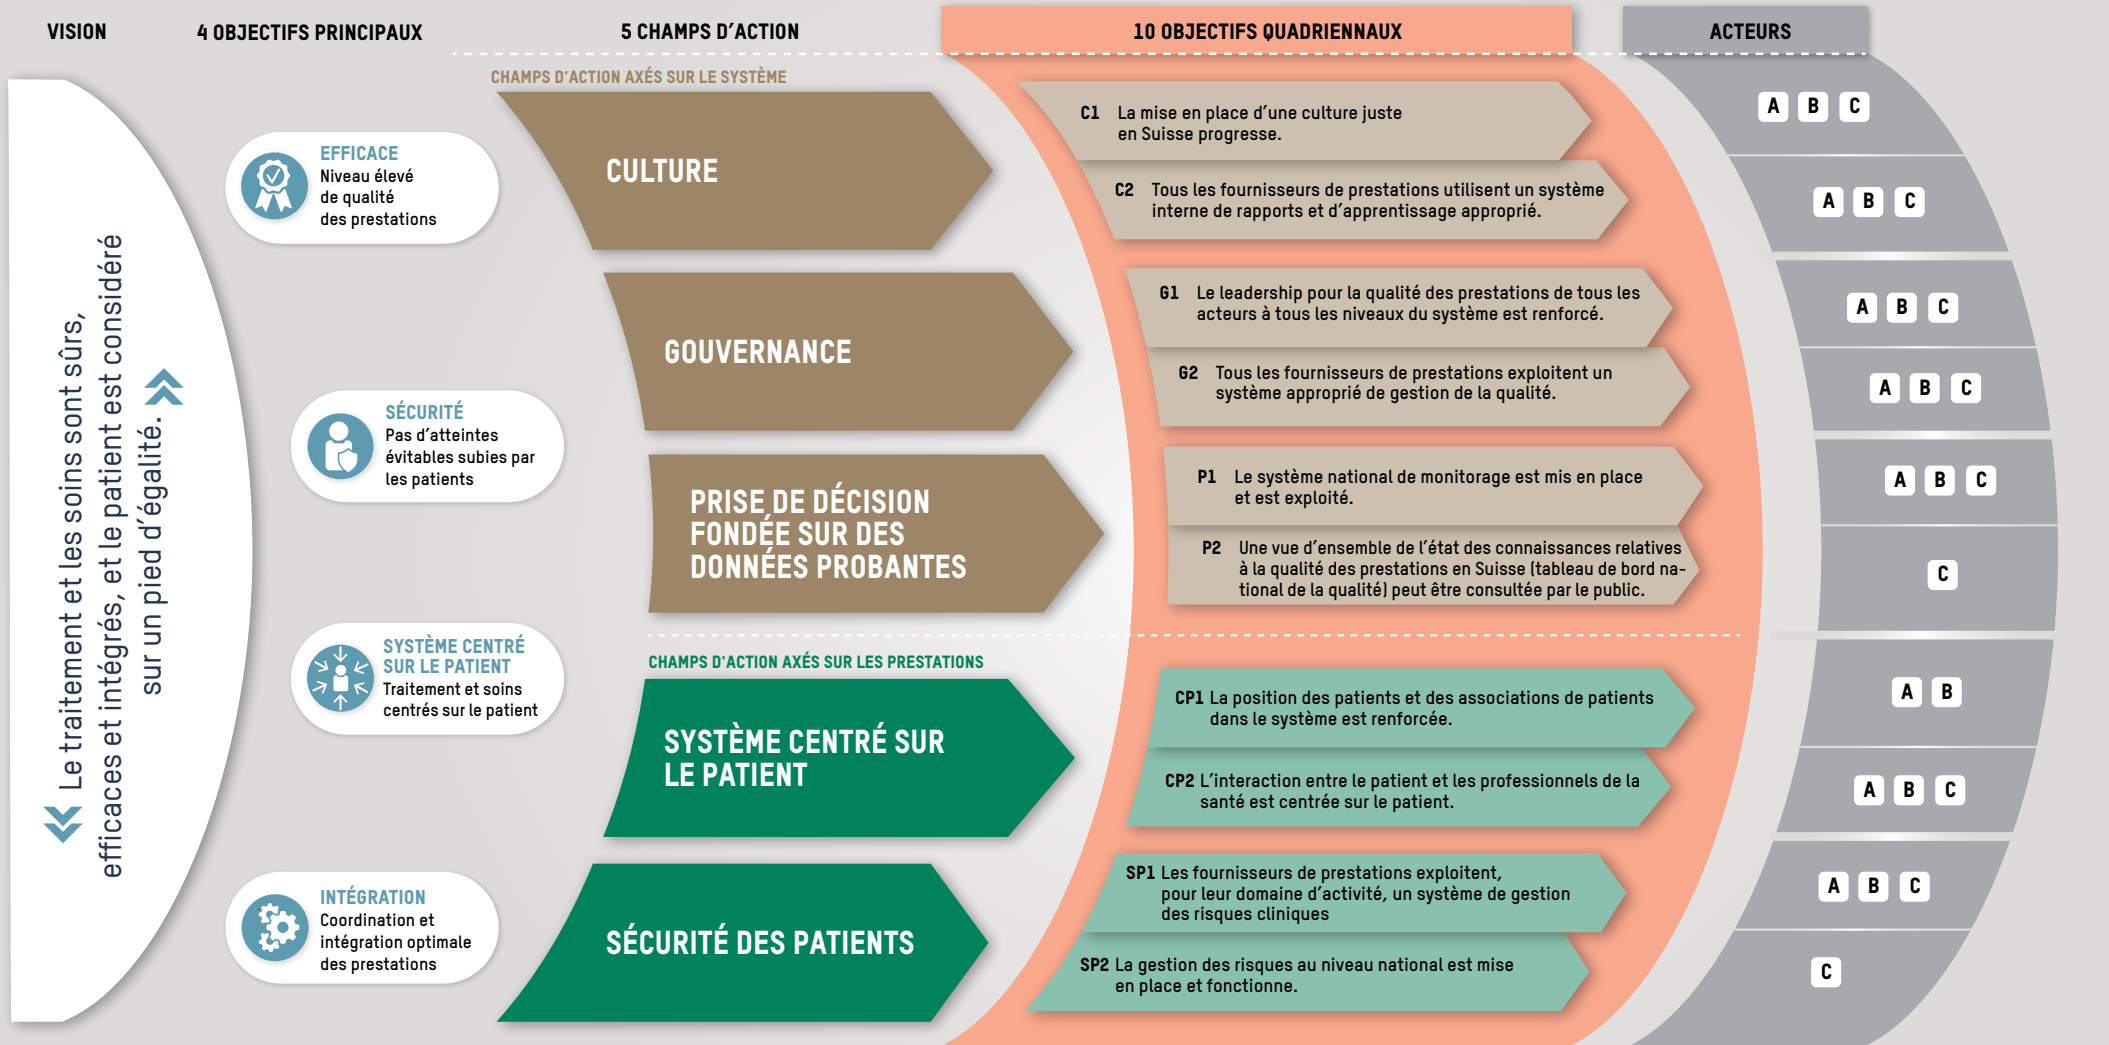 VISION
4 OBJECTIFS PRINCIPAUX
5 CHAMPS D’ACTION
10 OBJECTIFS QUADRIENNAUX
ACTEURS
Le traitement et les soins sont sûrs,
efficaces et intégrés, et le patient est considéré
sur un pied d’égalité.
EFFICACE
Niveau élevé
de qualité
des prestations
SÉCURITÉ
Pas d’atteintes
évitables subies par
les patients
SYSTÈME CENTRÉ
SUR LE PATIENT
Traitement et soins
centrés sur le patient
INTÉGRATION
Coordination et
intégration optimale
des prestations
CHAMPS D'ACTION AXÉS SUR LE SYSTÈME
CULTURE
C1 La mise en place d’une culture juste
en Suisse progresse.
A B C
C2 Tous les fournisseurs de prestations utilisent un système
interne de rapports et d’apprentissage approprié.
A B C
GOUVERNANCE
G1 Le leadership pour la qualité des prestations de tous les
acteurs à tous les niveaux du système est renforcé.
A B C
G2 Tous les fournisseurs de prestations exploitent un
système approprié de gestion de la qualité.
A B C
PRISE DE DÉCISION
FONDÉE SUR DES
DONNÉES PROBANTES
P1 Le système national de monitorage est mis en place
et est exploité.
A B C
P2 Une vue d’ensemble de l’état des connaissances relatives
à la qualité des prestations en Suisse (tableau de bord na-
tional de la qualité) peut être consultée par le public.
C
CHAMPS D'ACTION AXÉS SUR LES PRESTATIONS
SYSTÈME CENTRÉ SUR
LE PATIENT
CP1 La position des patients et des associations de patients
dans le système est renforcée.
A B
CP2 L’interaction entre le patient et les professionnels de la
santé est centrée sur le patient.
A B C
SÉCURITÉ DES PATIENTS
SP1 Les fournisseurs de prestations exploitent,
pour leur domaine d’activité, un système de gestion
des risques cliniques
A B C
SP2 La gestion des risques au niveau national est mise
en place et fonctionne.
C